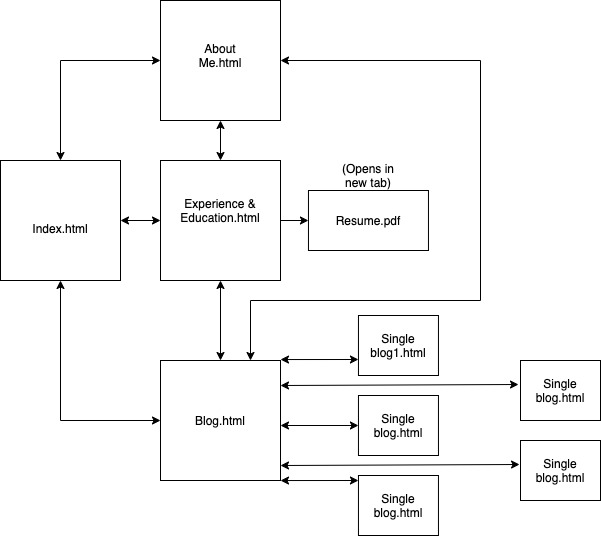 About
Me.html
(Opens in
new tab)
Experience &
Education.html
Index.html
Resume.pdf
Single
blog1.html
Single
blog.html
Blog.html
Single
blog.html
Single
blog.html
Single
blog.html